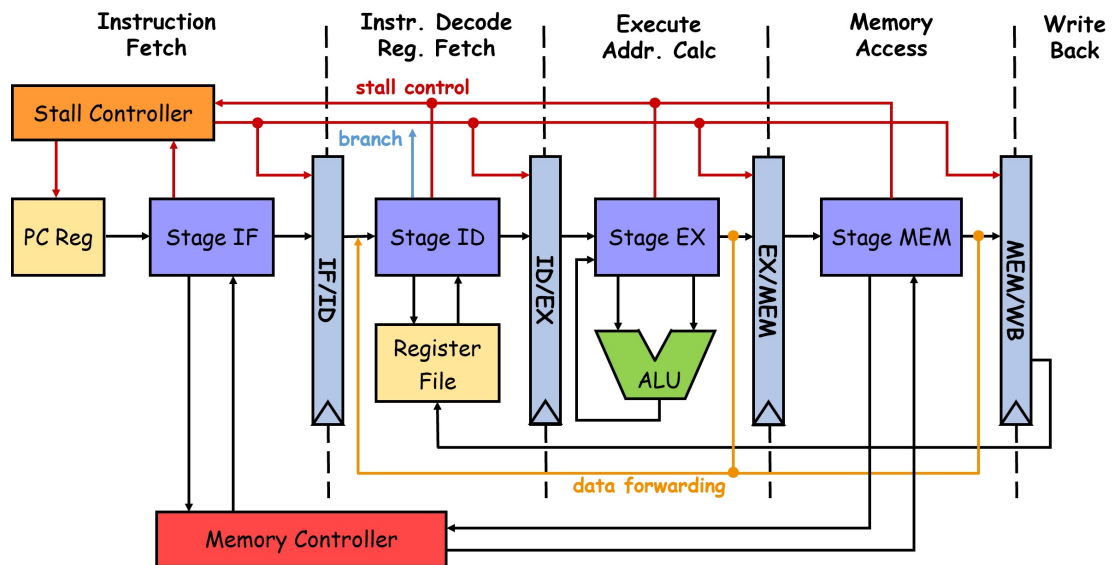 Instruction
Fetch
Instr. Decode
Reg. Fetch
Execute
Addr. Calc
Memory
Access
Write
Back
stall control
Stall Controller
branch
PC Reg
Stage IF
IF/ID
Stage ID
ID/EX
Stage EX
EX/MEM
Stage MEM
MEM/WB
Register
File
ALU
data forwarding
Memory Controller